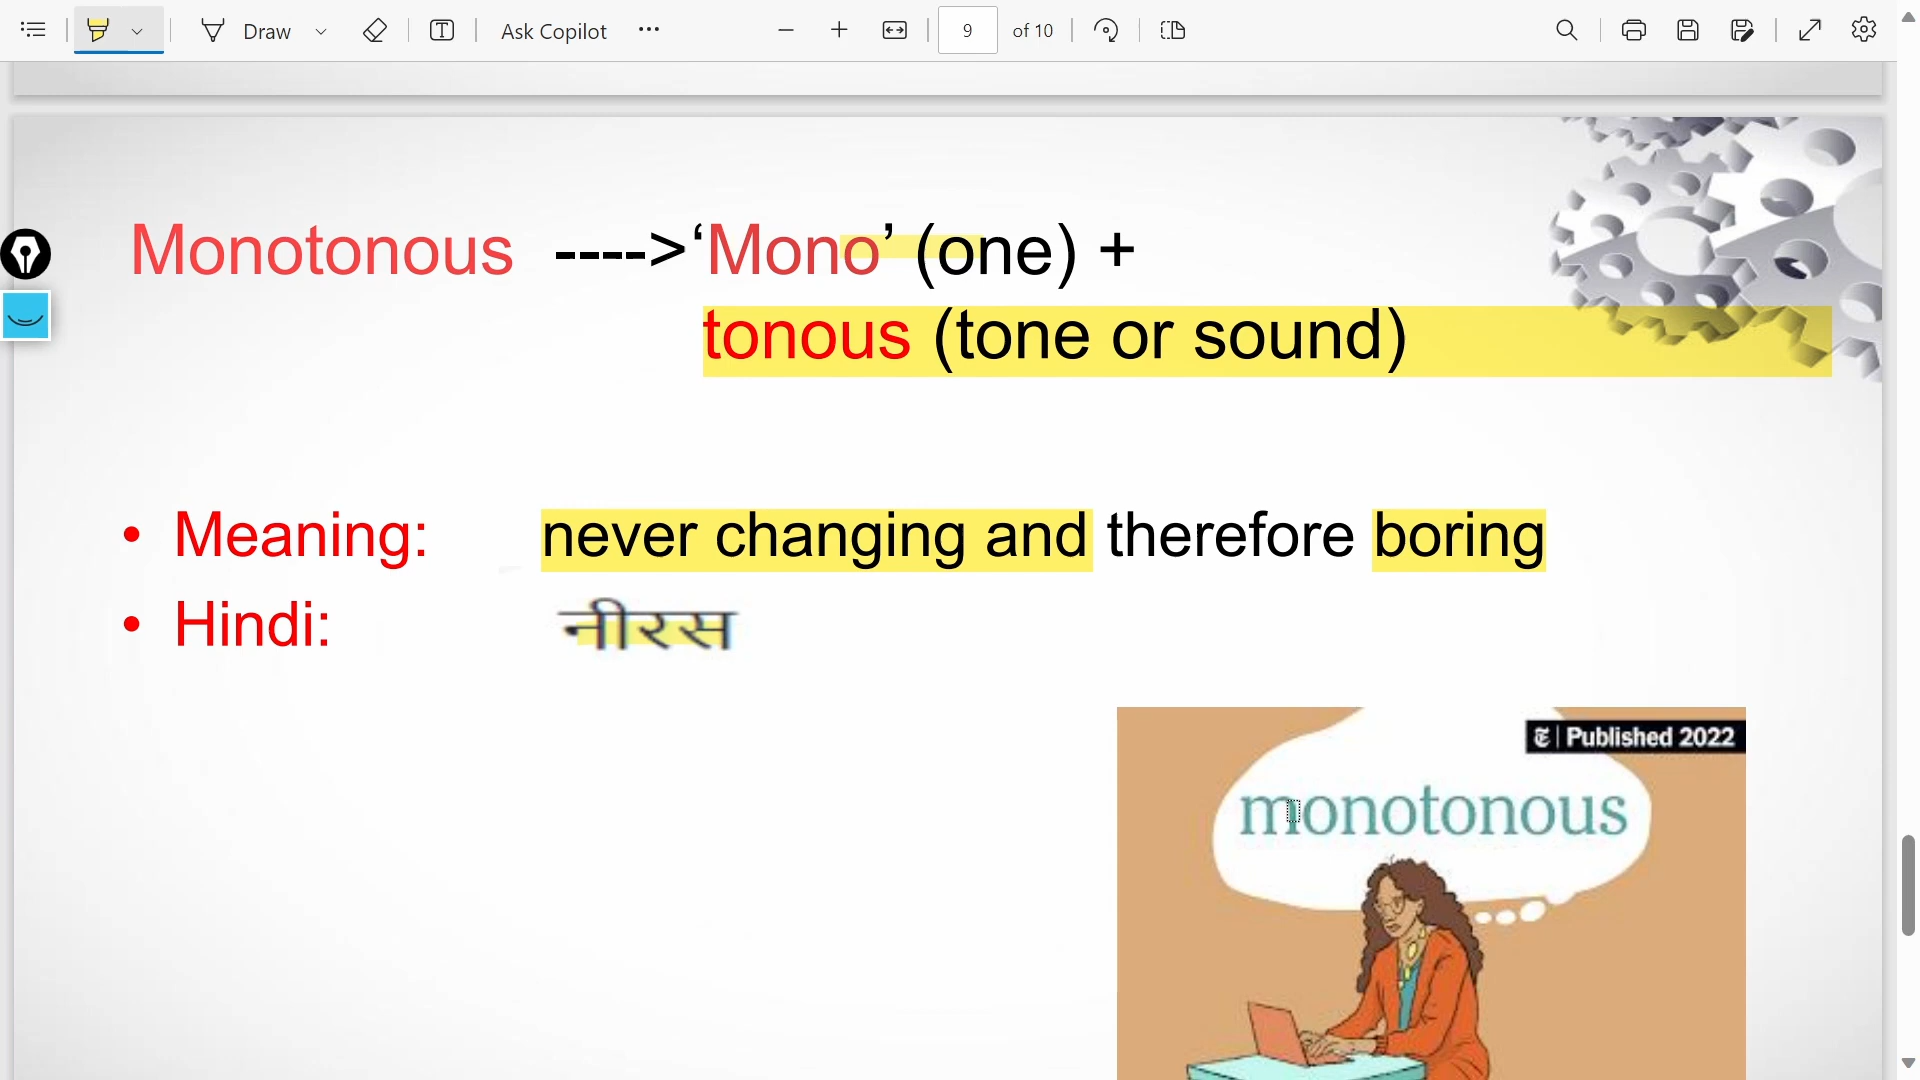 Draw
Ask Copilot
9 of 10
Monotonous ---->‘Mono’ (one) +
tonous (tone or sound)
• Meaning: never changing and therefore boring
• Hindi: नीरस
Published 2022
monotonous